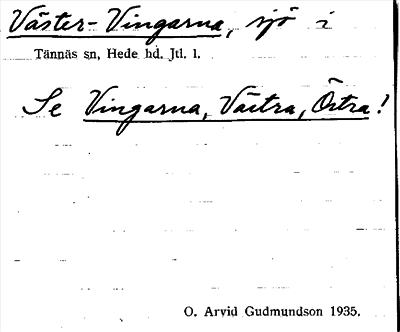 Väster-Vingarna, sjö i
Tännäs sn, Hede hd. Jtl. l.
Se Vingarna, Västra, Östra!
O. Arvid Gudmundson 1935.